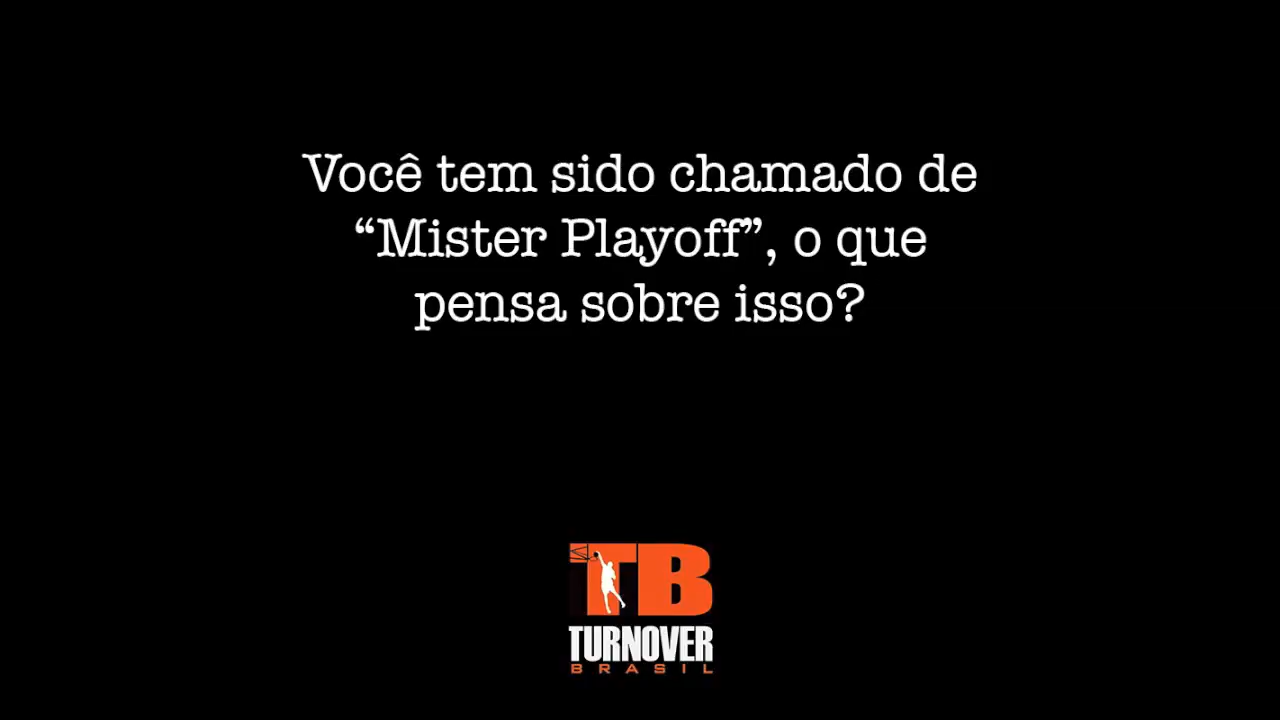 Você tem sido chamado de
“Mister Playoff”, o que
pensa sobre isso?
TB
TURNOVER
BRASIL